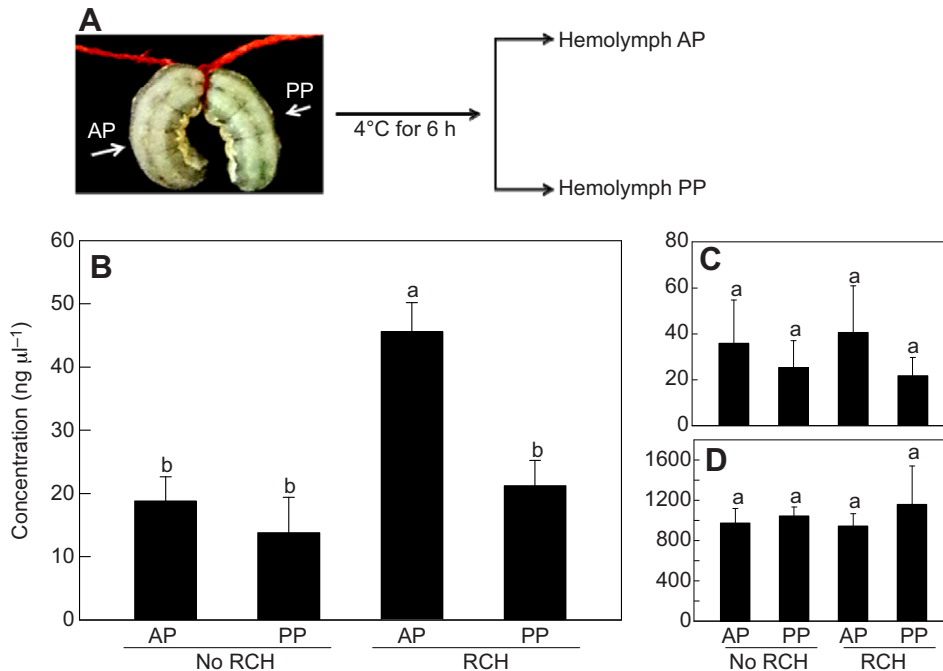 A
AP
PP
4°C for 6 h
Hemolymph AP
Hemolymph PP
B
Concentration (ng µl–1)
60
50
40
30
20
10
0
b
b
a
b
AP PP AP PP
No RCH RCH
C
80
60
40
20
0
a
a
a
a
D
1600
1200
800
400
0
a
a
a
a
AP PP AP PP
No RCH RCH